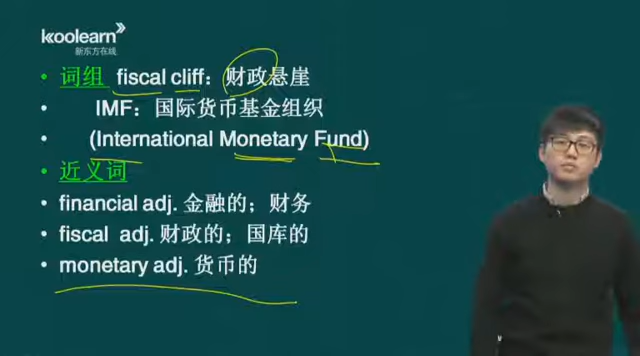 koolearn
新东方在线
• 词组 fiscal cliff：财政悬崖
• IMF：国际货币基金组织
• (International Monetary Fund)
• 近义词
• financial adj. 金融的；财务
• fiscal adj. 财政的；国库的
• monetary adj. 货币的